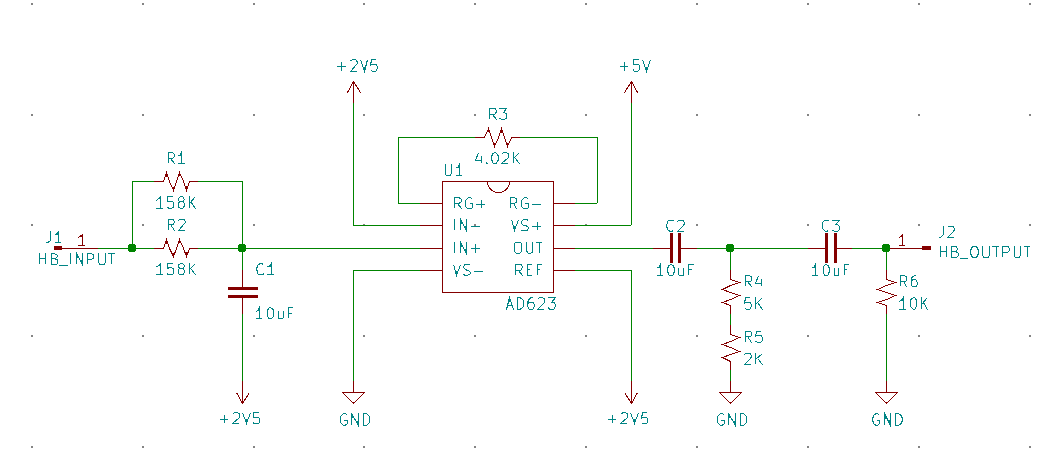 +2V5
+5V
R3
4.02K
U1
R1
158K
R2
158K
J1
1
HB_INPUT
C1
10uF
+2V5
RG+
RG-
IN-
VS+
IN+
OUT
VS-
REF
AD623
GND
+2V5
C2
10uF
R4
5K
R5
2K
GND
C3
10uF
1
J2
HB_OUTPUT
R6
10K
GND